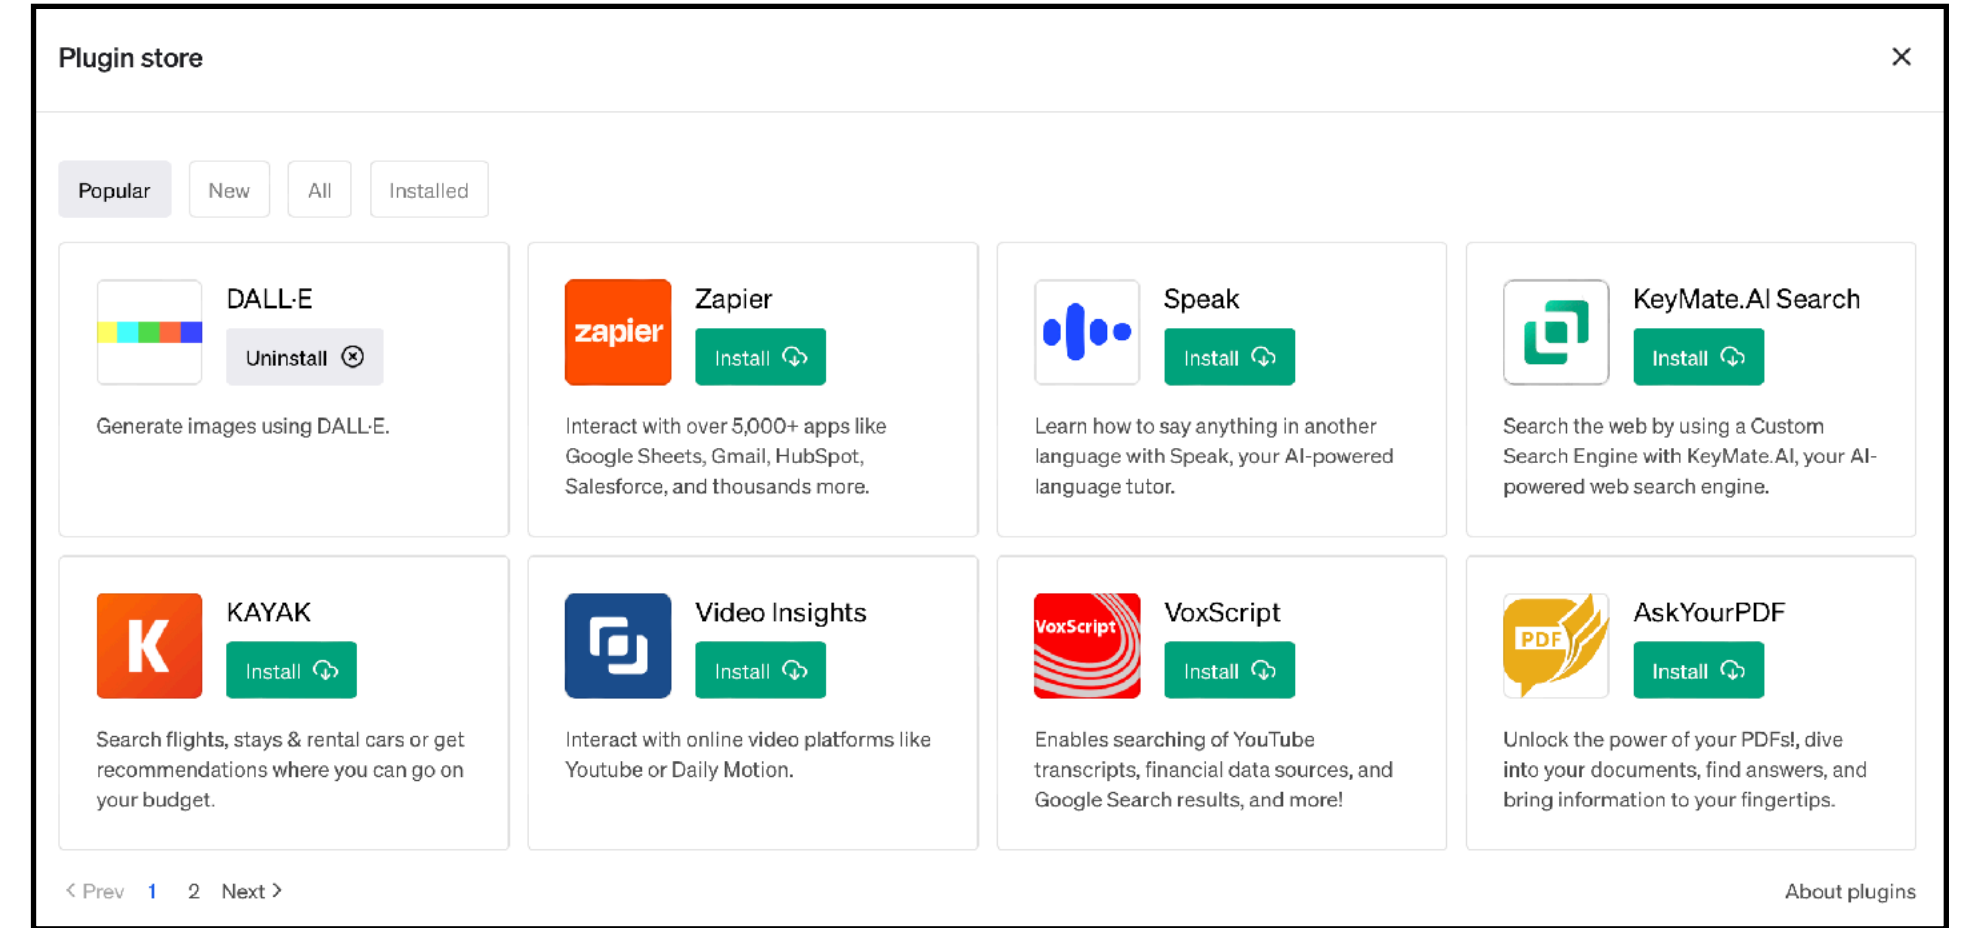 Plugin store
Popular
New
All
Installed
DALL·E
Uninstall
Generate images using DALL·E.
zapier
Zapier
Install
Interact with over 5,000+ apps like
Google Sheets, Gmail, HubSpot,
Salesforce, and thousands more.
Speak
Install
Learn how to say anything in another
language with Speak, your AI-powered
language tutor.
KeyMate.AI Search
Install
Search the web by using a Custom
Search Engine with KeyMate.AI, your AI-
powered web search engine.
K
KAYAK
Install
Search flights, stays & rental cars or get
recommendations where you can go on
your budget.
Video Insights
Install
Interact with online video platforms like
Youtube or Daily Motion.
VoxScript
VoxScript
Install
Enables searching of YouTube
transcripts, financial data sources, and
Google Search results, and more!
PDF
AskYourPDF
Install
Unlock the power of your PDFs!, dive
into your documents, find answers, and
bring information to your fingertips.
Prev 1 2 Next
About plugins